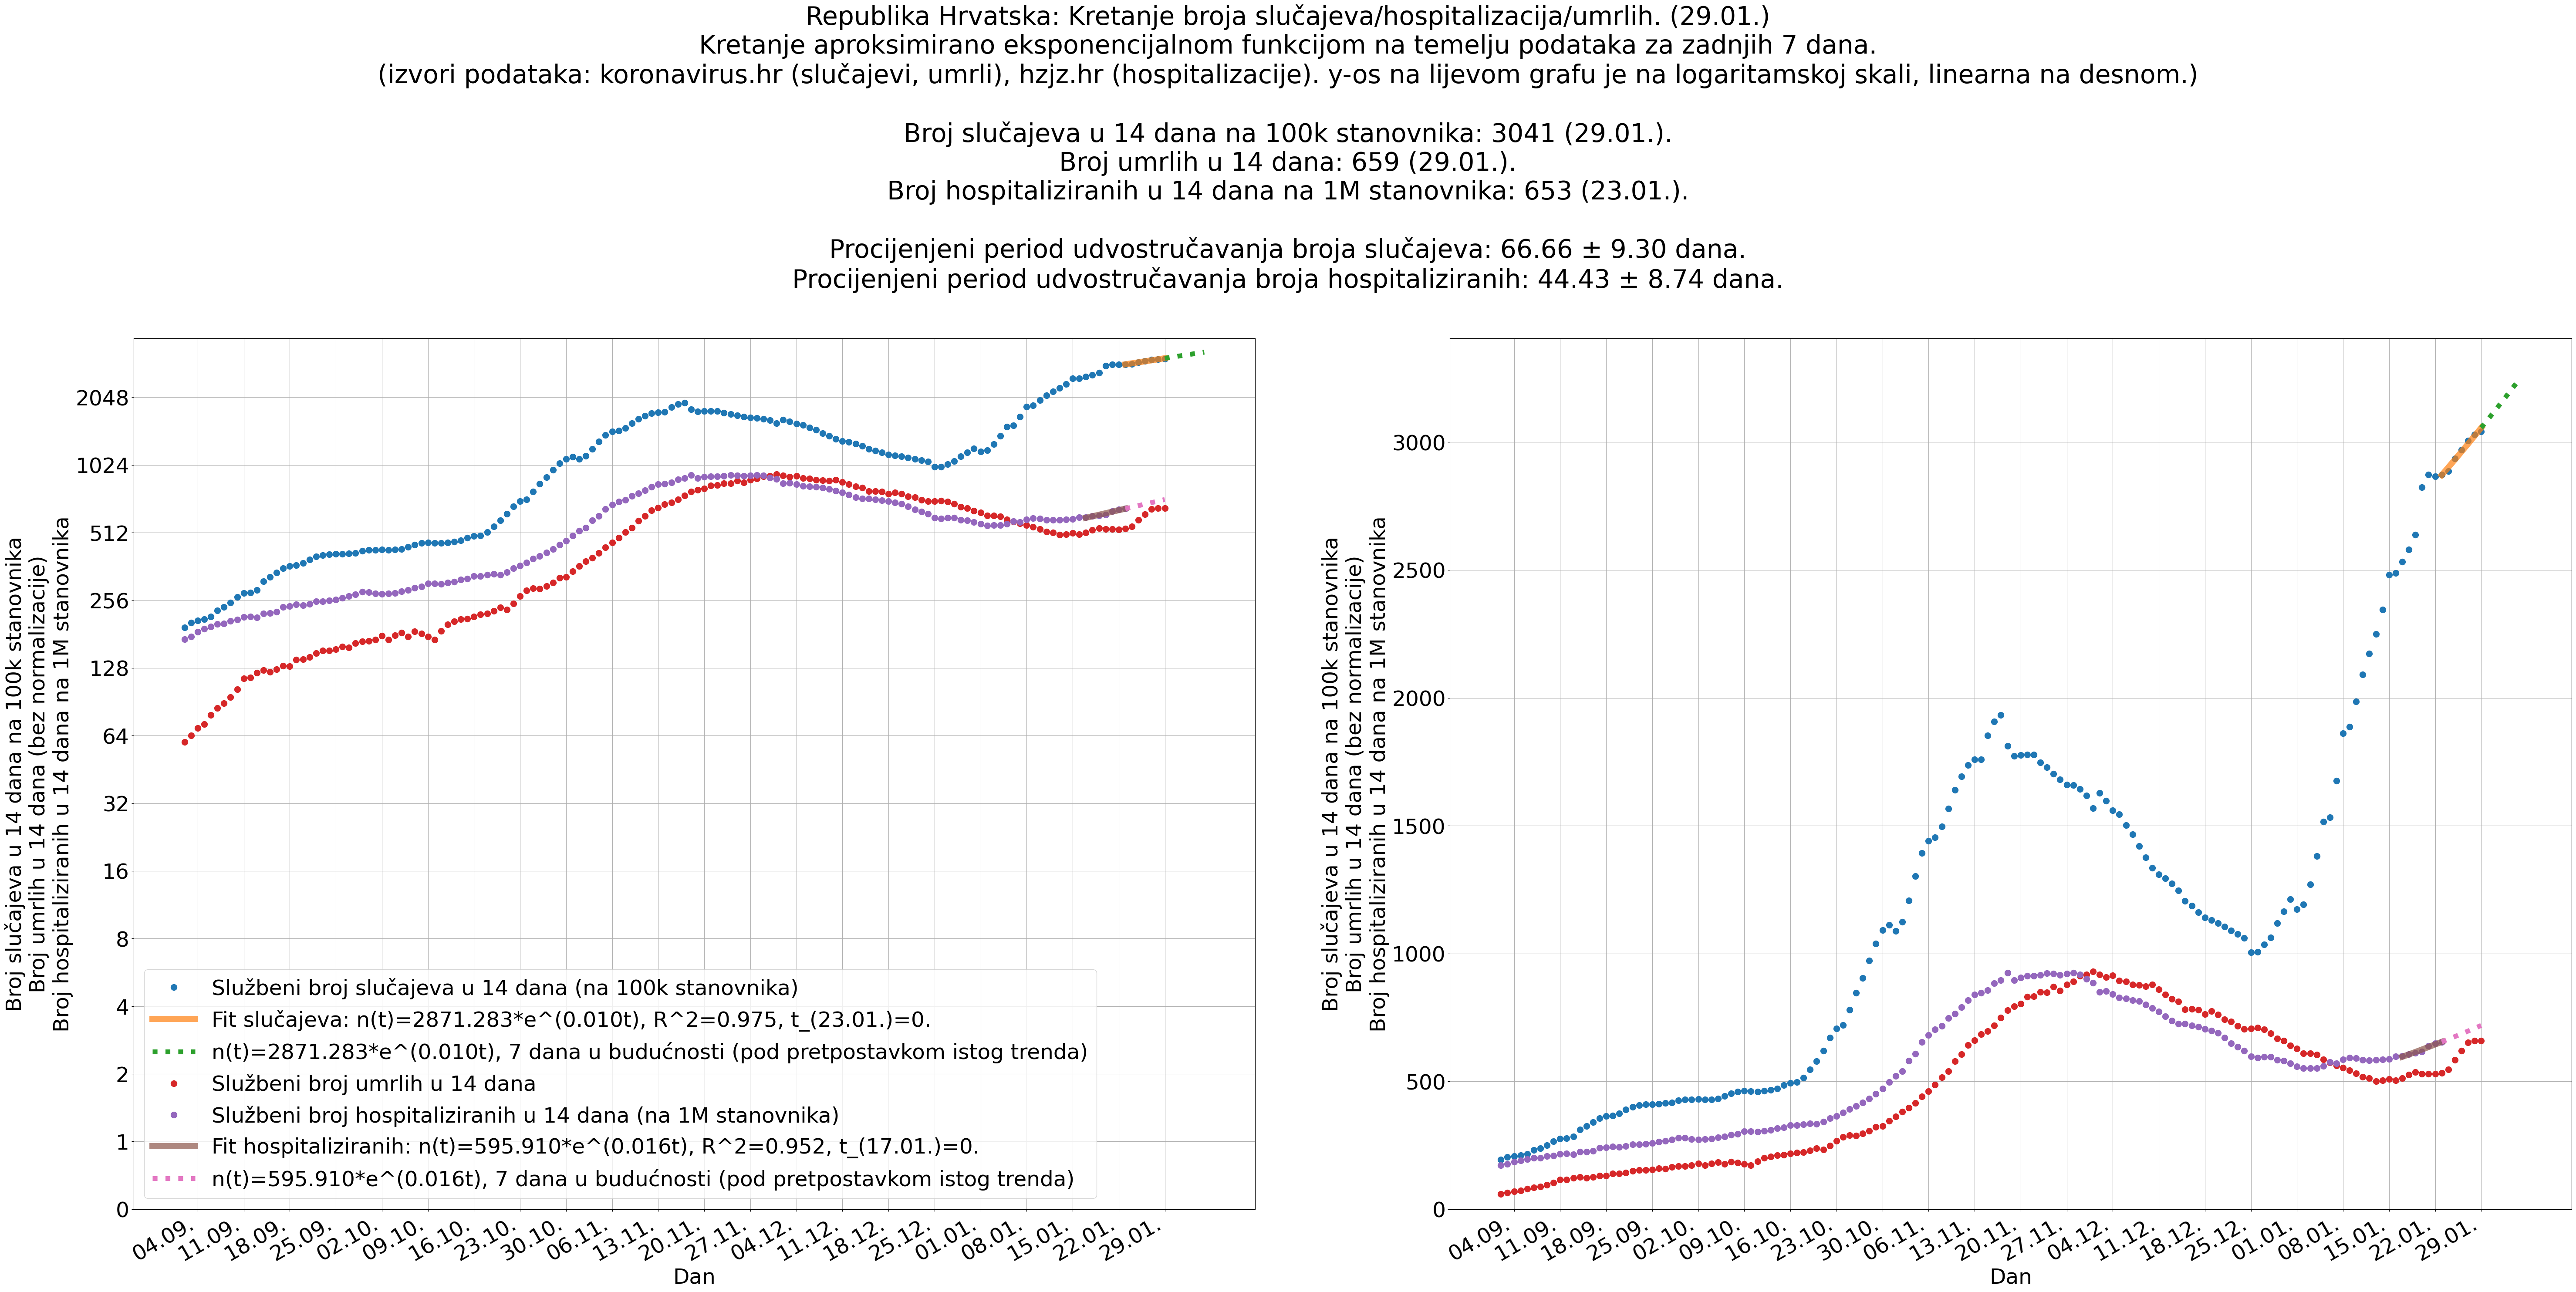 Republika Hrvatska: Kretanje broja slučajeva/hospitalizacija/umrlih. (29.01.)
Kretanje aproksimirano eksponencijalnom funkcijom na temelju podataka za zadnjih 7 dana.
(izvori podataka: koronavirus.hr (slučajevi, umrli), hzjz.hr (hospitalizacije). y-os na lijevom grafu je na logaritamskoj skali, linearna na desnom.)
Broj slučajeva u 14 dana na 100k stanovnika: 3041 (29.01.).
Broj umrlih u 14 dana: 659 (29.01.).
Broj hospitaliziranih u 14 dana na 1M stanovnika: 653 (23.01.).
Procijenjeni period udvostručavanja broja slučajeva: 66.66 ± 9.30 dana.
Procijenjeni period udvostručavanja broja hospitaliziranih: 44.43 ± 8.74 dana.
Broj slučajeva u 14 dana na 100k stanovnika
Broj umrlih u 14 dana (bez normalizacije)
Broj hospitaliziranih u 14 dana na 1M stanovnika
2048
1024
512
256
128
64
32
16
8
4
2
1
0
Službeni broj slučajeva u 14 dana (na 100k stanovnika)
Fit slučajeva: n(t)=2871.283*e^(0.010t), R^2=0.975, t_(23.01.)=0.
n(t)=2871.283*e^(0.010t), 7 dana u budućnosti (pod pretpostavkom istog trenda)
Službeni broj umrlih u 14 dana
Službeni broj hospitaliziranih u 14 dana (na 1M stanovnika)
Fit hospitaliziranih: n(t)=595.910*e^(0.016t), R^2=0.952, t_(17.01.)=0.
n(t)=595.910*e^(0.016t), 7 dana u budućnosti (pod pretpostavkom istog trenda)
04.09. 11.09. 18.09. 25.09. 02.10. 09.10. 16.10. 23.10. 30.10. 06.11. 13.11. 20.11. 27.11. 04.12. 11.12. 18.12. 25.12. 01.01. 08.01. 15.01. 22.01. 29.01.
Dan
Broj slučajeva u 14 dana na 100k stanovnika
Broj umrlih u 14 dana (bez normalizacije)
Broj hospitaliziranih u 14 dana na 1M stanovnika
3000
2500
2000
1500
1000
500
0
04.09. 11.09. 18.09. 25.09. 02.10. 09.10. 16.10. 23.10. 30.10. 06.11. 13.11. 20.11. 27.11. 04.12. 11.12. 18.12. 25.12. 01.01. 08.01. 15.01. 22.01. 29.01.
Dan